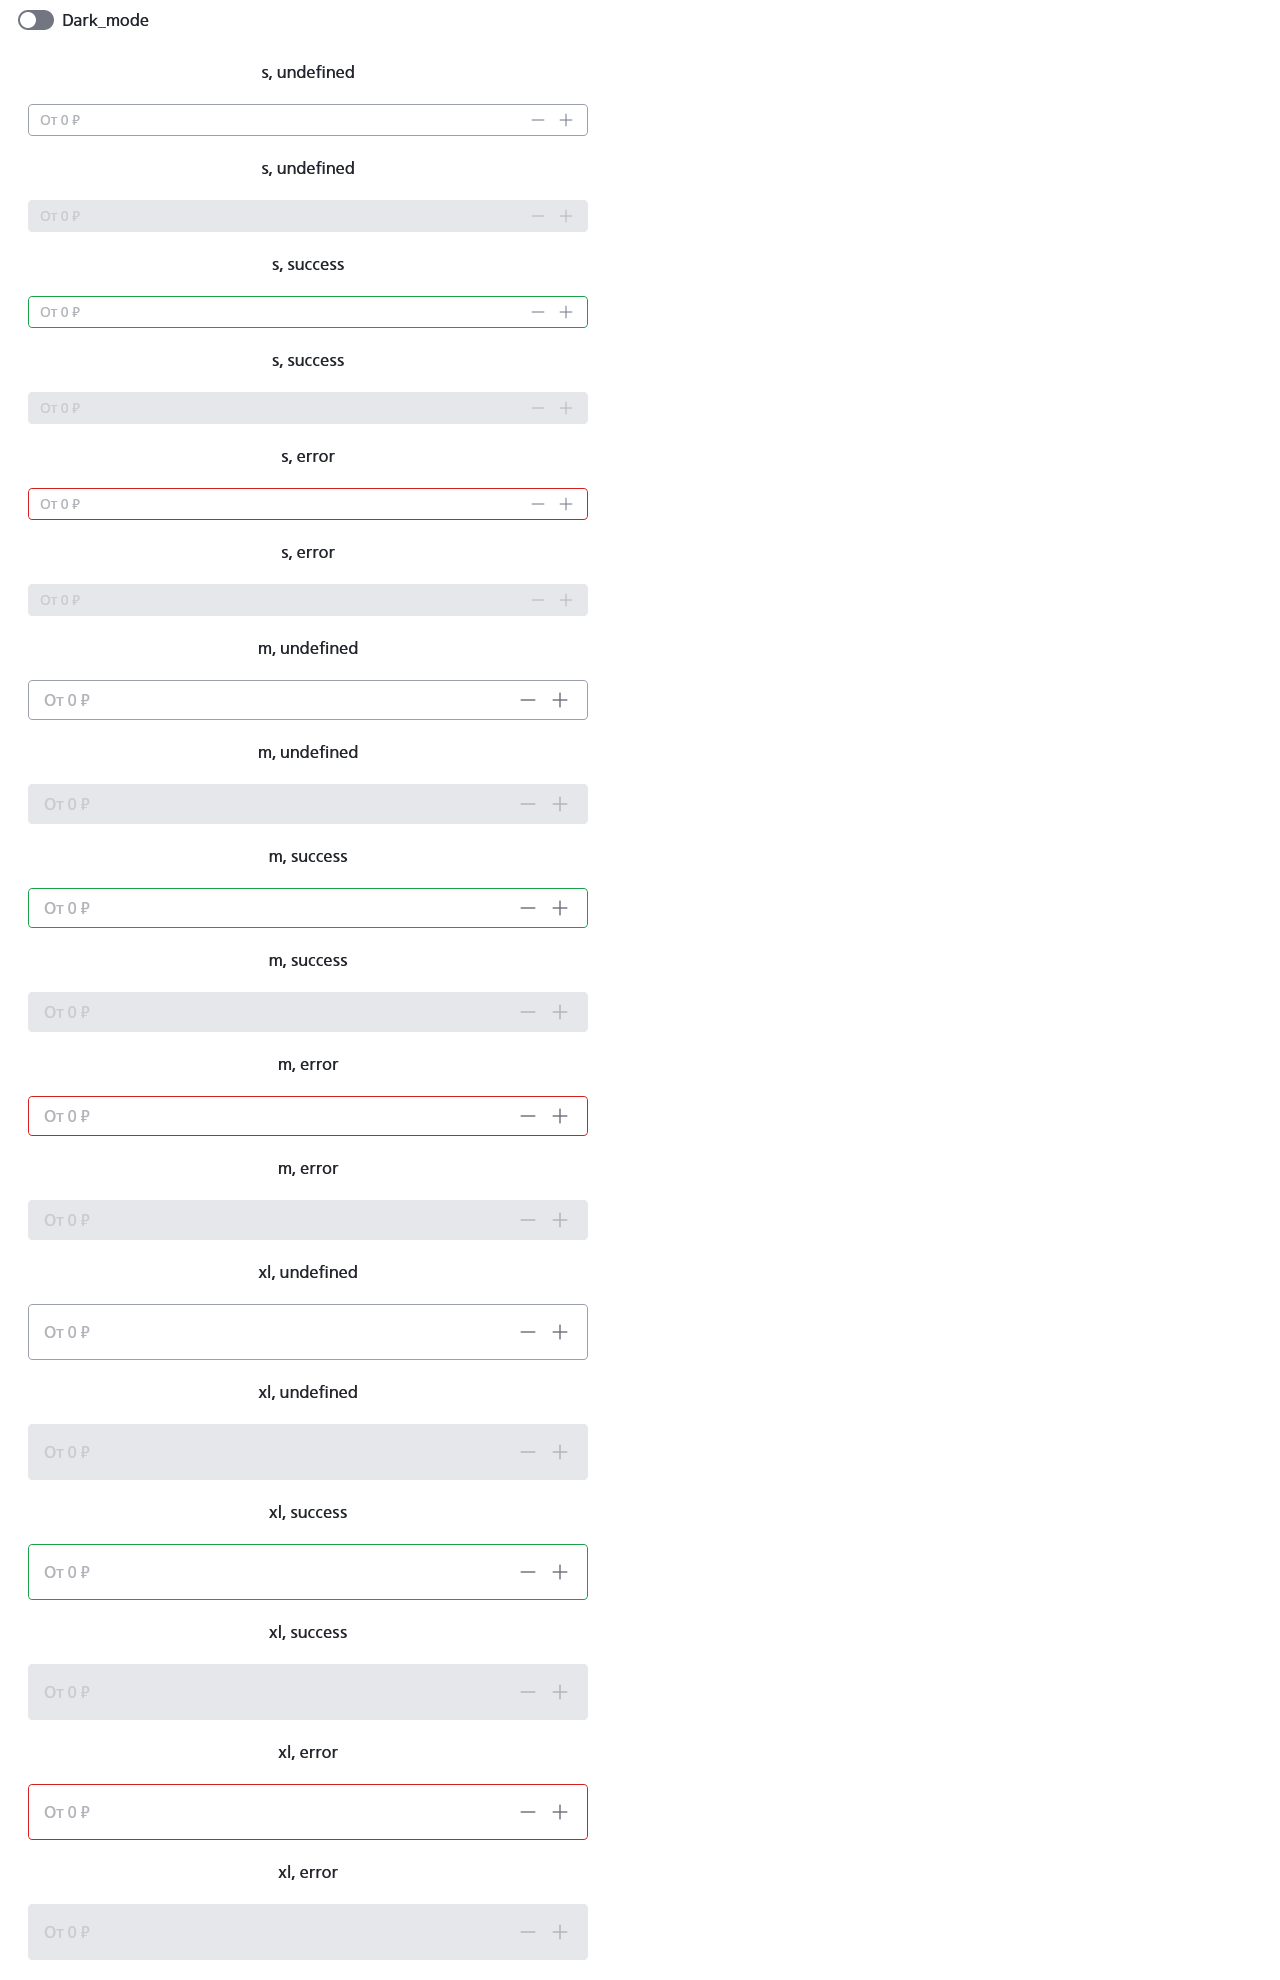 Dark_mode
s, undefined
От 0 ₽
s, undefined
От 0 ₽
s, success
От 0 ₽
s, success
От 0 ₽
s, error
От 0 ₽
s, error
От 0 ₽
m, undefined
От 0 ₽
m, undefined
От 0 ₽
m, success
От 0 ₽
m, success
От 0 ₽
m, error
От 0 ₽
m, error
От 0 ₽
xl, undefined
От 0 ₽
xl, undefined
От 0 ₽
xl, success
От 0 ₽
xl, success
От 0 ₽
xl, error
От 0 ₽
xl, error
От 0 ₽